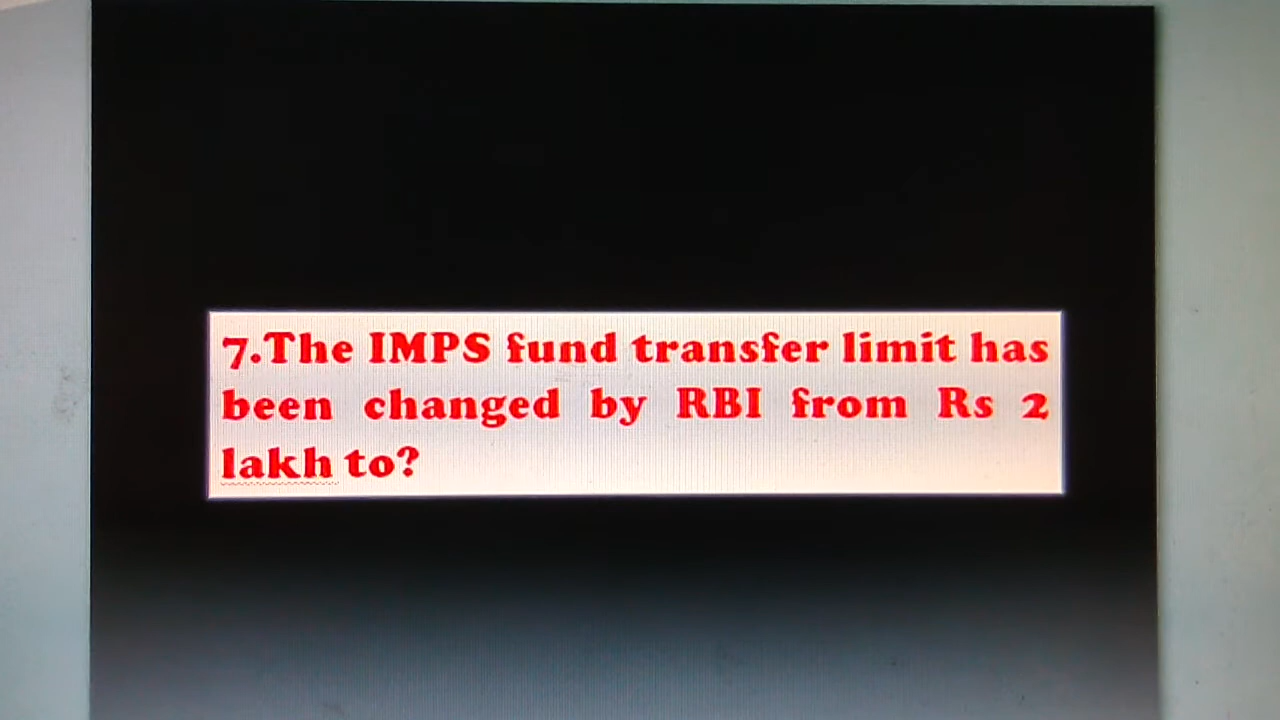 7.The IMPS fund transfer limit has
been changed by RBI from Rs 2
lakh to?